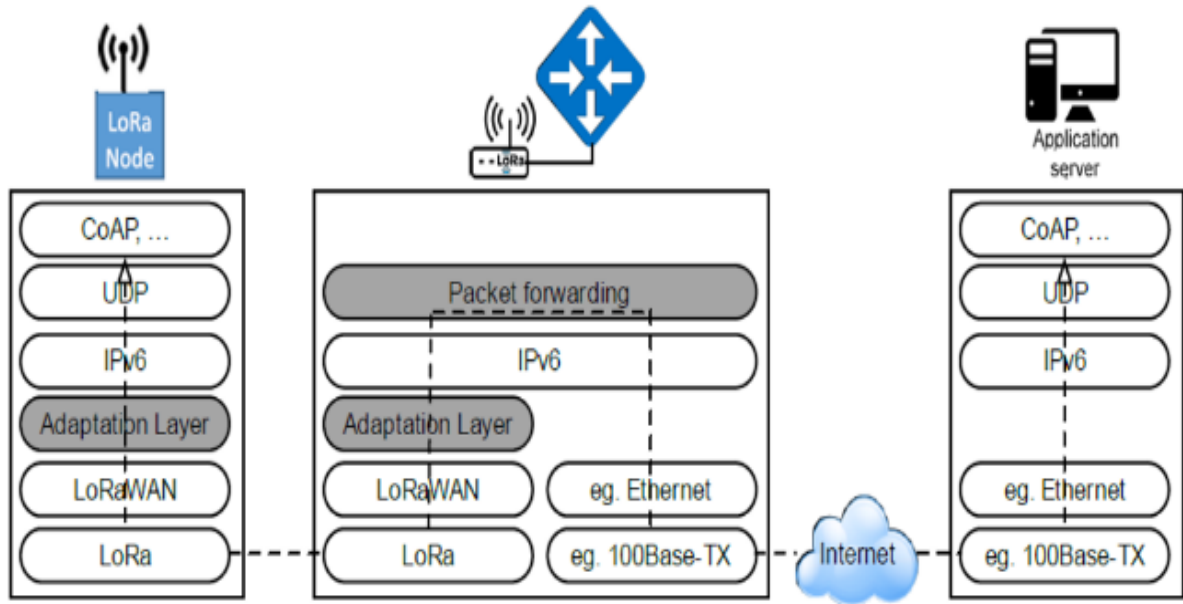 LoRa
Node
LoRa
Application
server
CoAP, ...
UDP
IPv6
Adaptation Layer
LoRaWAN
LoRa
Packet forwarding
IPv6
Adaptation Layer
LoRaWAN
eg. Ethernet
LoRa
eg. 100Base-TX
Internet
CoAP, ...
UDP
IPv6
eg. Ethernet
eg. 100Base-TX